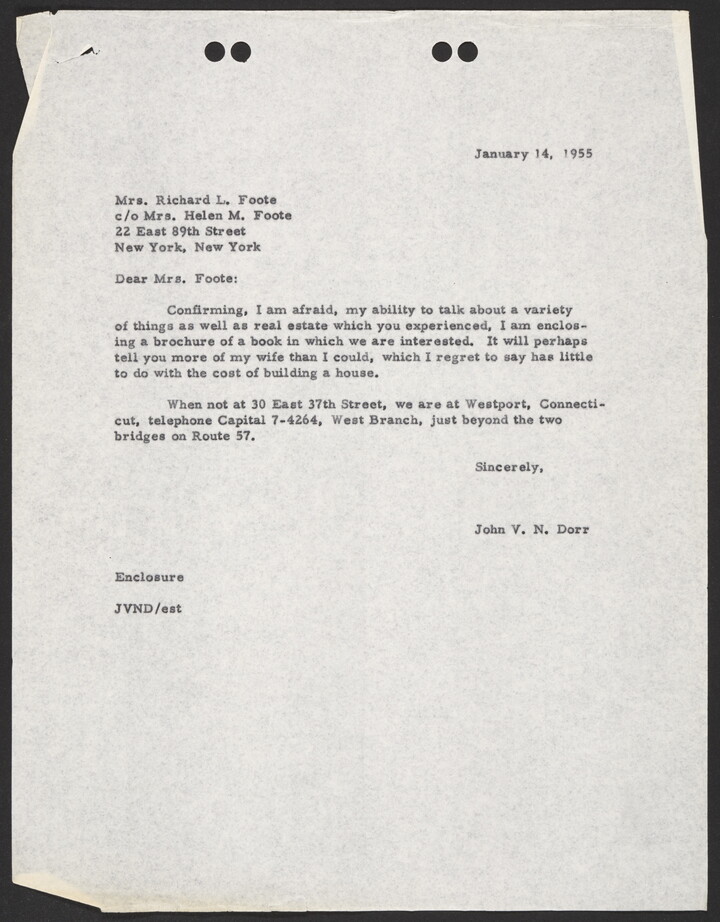 January 14, 1955
Mrs. Richard L. Foote
c/o Mrs. Helen M. Foote
22 East 89th Street
New York, New York
Dear Mrs. Foote:
Confirming, I am afraid, my ability to talk about a variety
of things as well as real estate which you experienced, I am enclos-
ing a brochure of a book in which we are interested. It will perhaps
tell you more of my wife than I could, which I regret to say has little
to do with the cost of building a house.
When not at 30 East 37th Street, we are at Westport, Connecti-
cut, telephone Capital 7-4264, West Branch, just beyond the two
bridges on Route 57.
Sincerely,
John V. N. Dorr
Enclosure
JVND/est